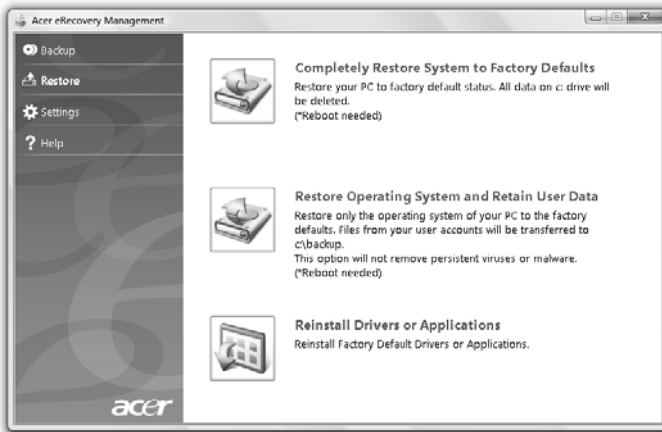 Acer eRecovery Management
Backup
Restore
Settings
? Help
Completely Restore System to Factory Defaults
Restore your PC to factory default status. All data on c: drive will
be deleted.
(*Reboot needed)
Restore Operating System and Retain User Data
Restore only the operating system of your PC to the factory
defaults. Files from your user accounts will be transferred to
c:\backup.
This option will not remove persistent viruses or malware.
(*Reboot needed)
Reinstall Drivers or Applications
Reinstall Factory Default Drivers or Applications.
acer